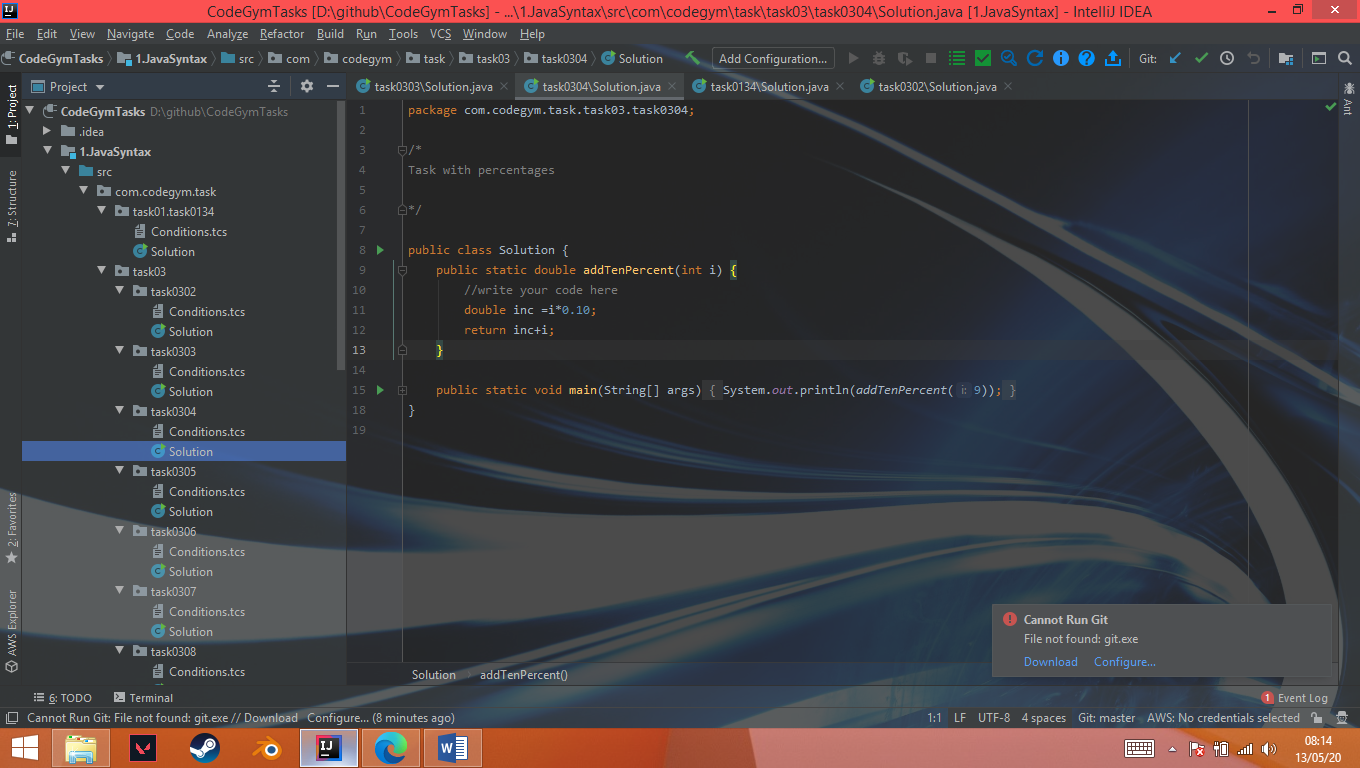 CodeGymTasks [D:\github\CodeGymTasks] - ...\1.JavaSyntax\src\com\codegym\task\task03\task0304\Solution.java [1.JavaSyntax] - IntelliJ IDEA
File Edit View Navigate Code Analyze Refactor Build Run Tools VCS Window Help
CodeGymTasks 1.JavaSyntax src com codegym task task03 task0304 Solution Add Configuration... Git:
Project task0303\Solution.java task0304\Solution.java task0134\Solution.java task0302\Solution.java
1: Project
7: Structure
2: Favorites
AWS Explorer
Ant
CodeGymTasks D:\github\CodeGymTasks
.idea
1.JavaSyntax
src
com.codegym.task
task01.task0134
Conditions.tcs
Solution
task03
task0302
Conditions.tcs
Solution
task0303
Conditions.tcs
Solution
task0304
Conditions.tcs
Solution
task0305
Conditions.tcs
Solution
task0306
Conditions.tcs
Solution
task0307
Conditions.tcs
Solution
task0308
Conditions.tcs
1 package com.codegym.task.task03.task0304;
2
3 /*
4 Task with percentages
5
6 */
7
8 public class Solution {
9 public static double addTenPercent(int i) {
10 //write your code here
11 double inc =i*0.10;
12 return inc+i;
13 }
14
15 public static void main(String[] args) { System.out.println(addTenPercent( i: 9)); }
18 }
19
Cannot Run Git
File not found: git.exe
Download Configure...
Solution addTenPercent()
6: TODO Terminal 1 Event Log
Cannot Run Git: File not found: git.exe // Download Configure... (8 minutes ago) 1:1 LF UTF-8 4 spaces Git: master AWS: No credentials selected
08:14
13/05/20